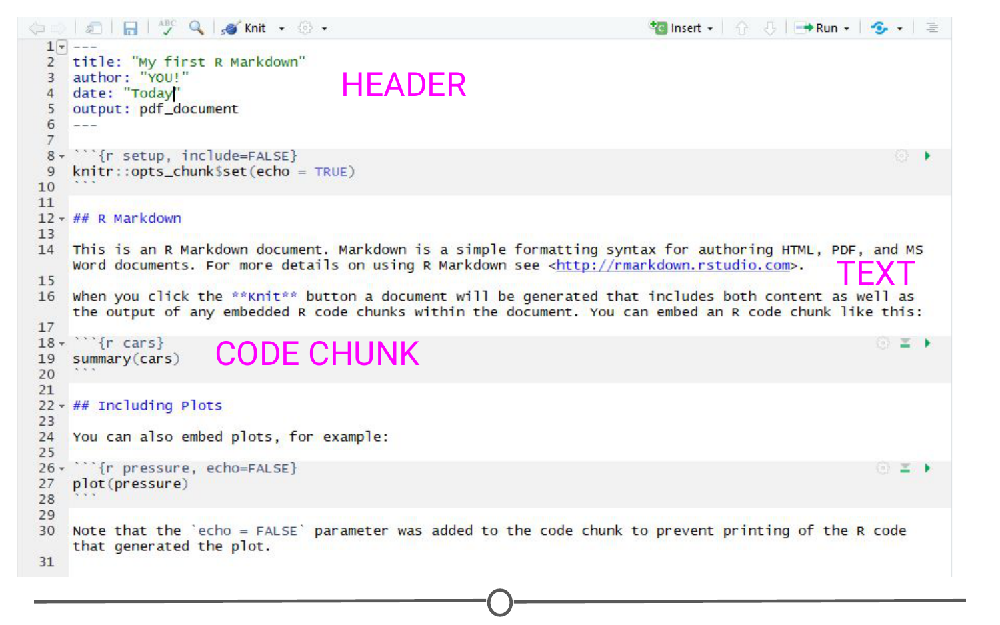 ABC Knit Insert Run
1 ---
2 title: "My first R Markdown"
3 author: "YOU!"
HEADER
4 date: "Today"
5 output: pdf_document
6 ---
7
8 ```{r setup, include=FALSE}
9 knitr::opts_chunk$set(echo = TRUE)
10 ```
11
12 ## R Markdown
13
14 This is an R Markdown document. Markdown is a simple formatting syntax for authoring HTML, PDF, and MS
Word documents. For more details on using R Markdown see <http://rmarkdown.rstudio.com>.
TEXT
15
16 When you click the **Knit** button a document will be generated that includes both content as well as
the output of any embedded R code chunks within the document. You can embed an R code chunk like this:
17
18 ```{r cars}
CODE CHUNK
19 summary(cars)
20 ```
21
22 ## Including Plots
23
24 You can also embed plots, for example:
25
26 ```{r pressure, echo=FALSE}
27 plot(pressure)
28 ```
29
30 Note that the `echo = FALSE` parameter was added to the code chunk to prevent printing of the R code
that generated the plot.
31